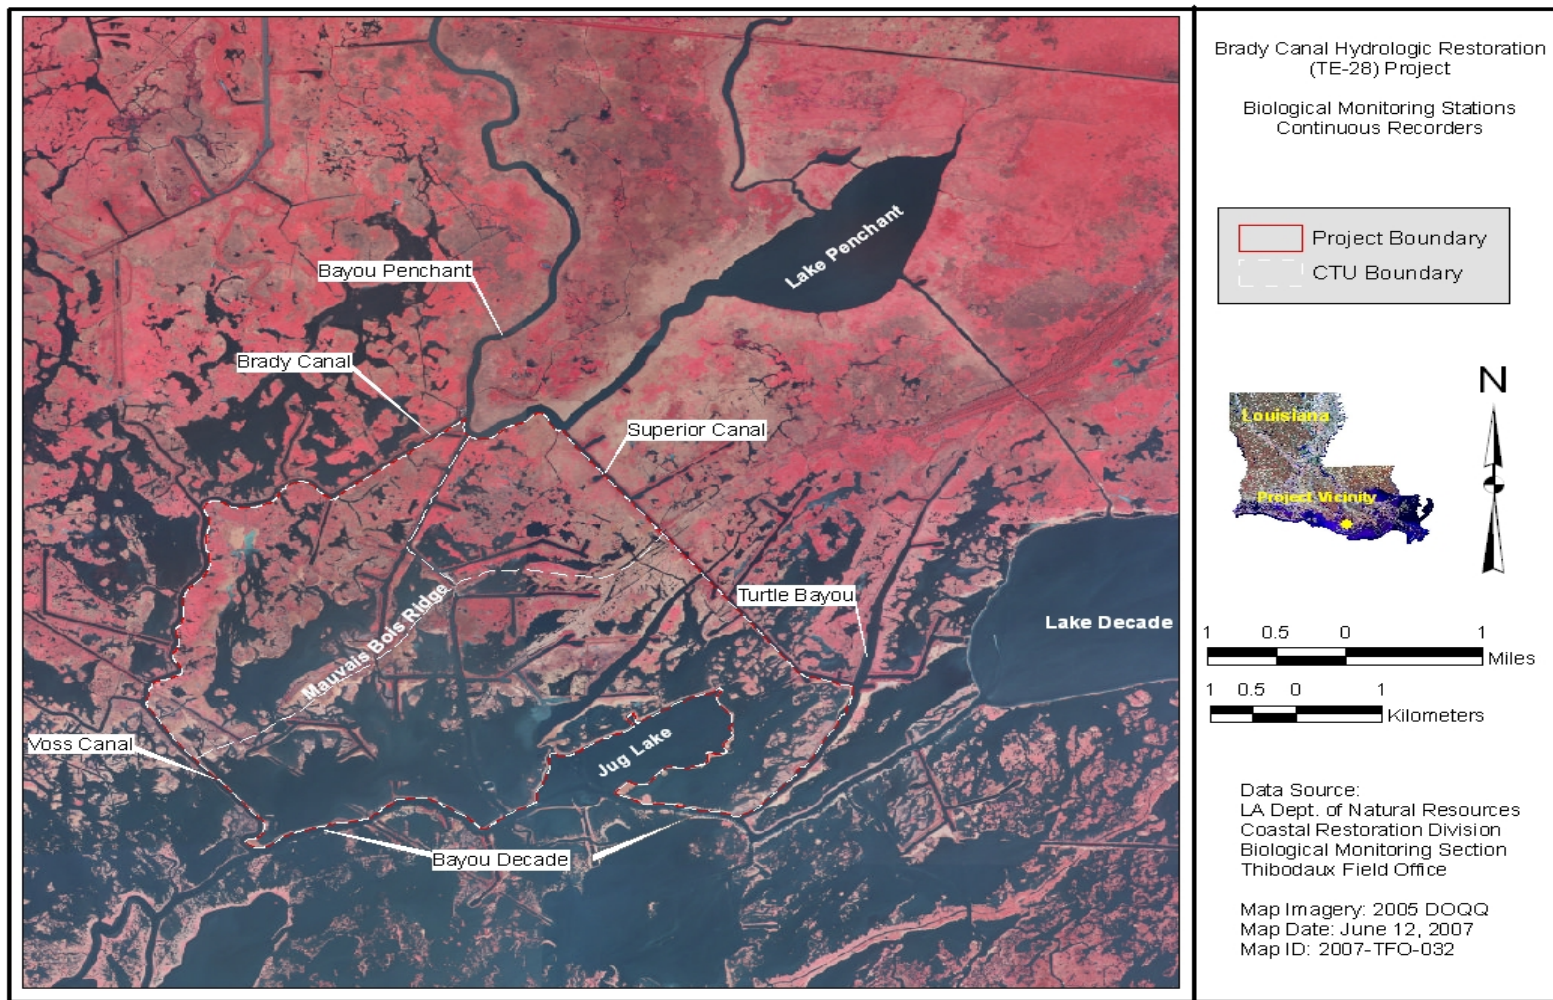 Brady Canal Hydrologic Restoration
(TE-28) Project
Biological Monitoring Stations
Continuous Recorders
Project Boundary
CTU Boundary
N
Louisiana
Project Vicinity
1 0.5 0 1
Miles
1 0.5 0 1
Kilometers
Data Source:
LA Dept. of Natural Resources
Coastal Restoration Division
Biological Monitoring Section
Thibodaux Field Office
Map Imagery: 2005 DOQQ
Map Date: June 12, 2007
Map ID: 2007-TFO-032
Lake Penchant
Bayou Penchant
Brady Canal
Superior Canal
Turtle Bayou
Lake Decade
Mauvais Bois Ridge
Voss Canal
Jug Lake
Bayou Decade